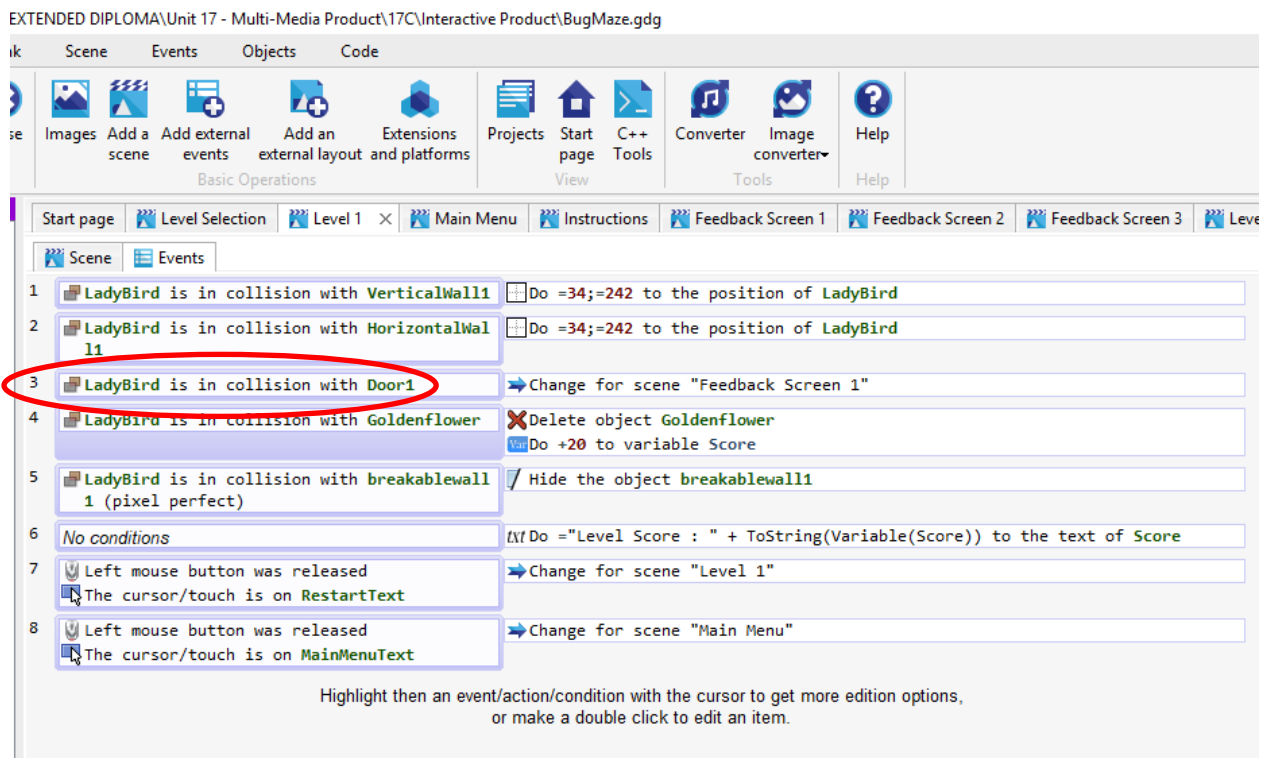 EXTENDED DIPLOMA\Unit 17 - Multi-Media Product\17C\Interactive Product\BugMaze.gdg
Scene Events Objects Code
Images Add a scene Add external events Add an external layout Extensions and platforms Projects Start page C++ Tools Converter Image converter Help
Basic Operations View Tools Help
Start page Level Selection Level 1 Main Menu Instructions Feedback Screen 1 Feedback Screen 2 Feedback Screen 3
Scene Events
1 LadyBird is in collision with VerticalWall1 Do =34;=242 to the position of LadyBird
2 LadyBird is in collision with HorizontalWal Do =34;=242 to the position of LadyBird
l1
3 LadyBird is in collision with Door1 Change for scene "Feedback Screen 1"
4 LadyBird is in collision with Goldenflower Delete object Goldenflower
Var Do +20 to variable Score
5 LadyBird is in collision with breakablewall Hide the object breakablewall1
1 (pixel perfect)
6 No conditions txt Do ="Level Score : " + ToString(Variable(Score)) to the text of Score
7 Left mouse button was released Change for scene "Level 1"
The cursor/touch is on RestartText
8 Left mouse button was released Change for scene "Main Menu"
The cursor/touch is on MainMenuText
Highlight then an event/action/condition with the cursor to get more edition options,
or make a double click to edit an item.